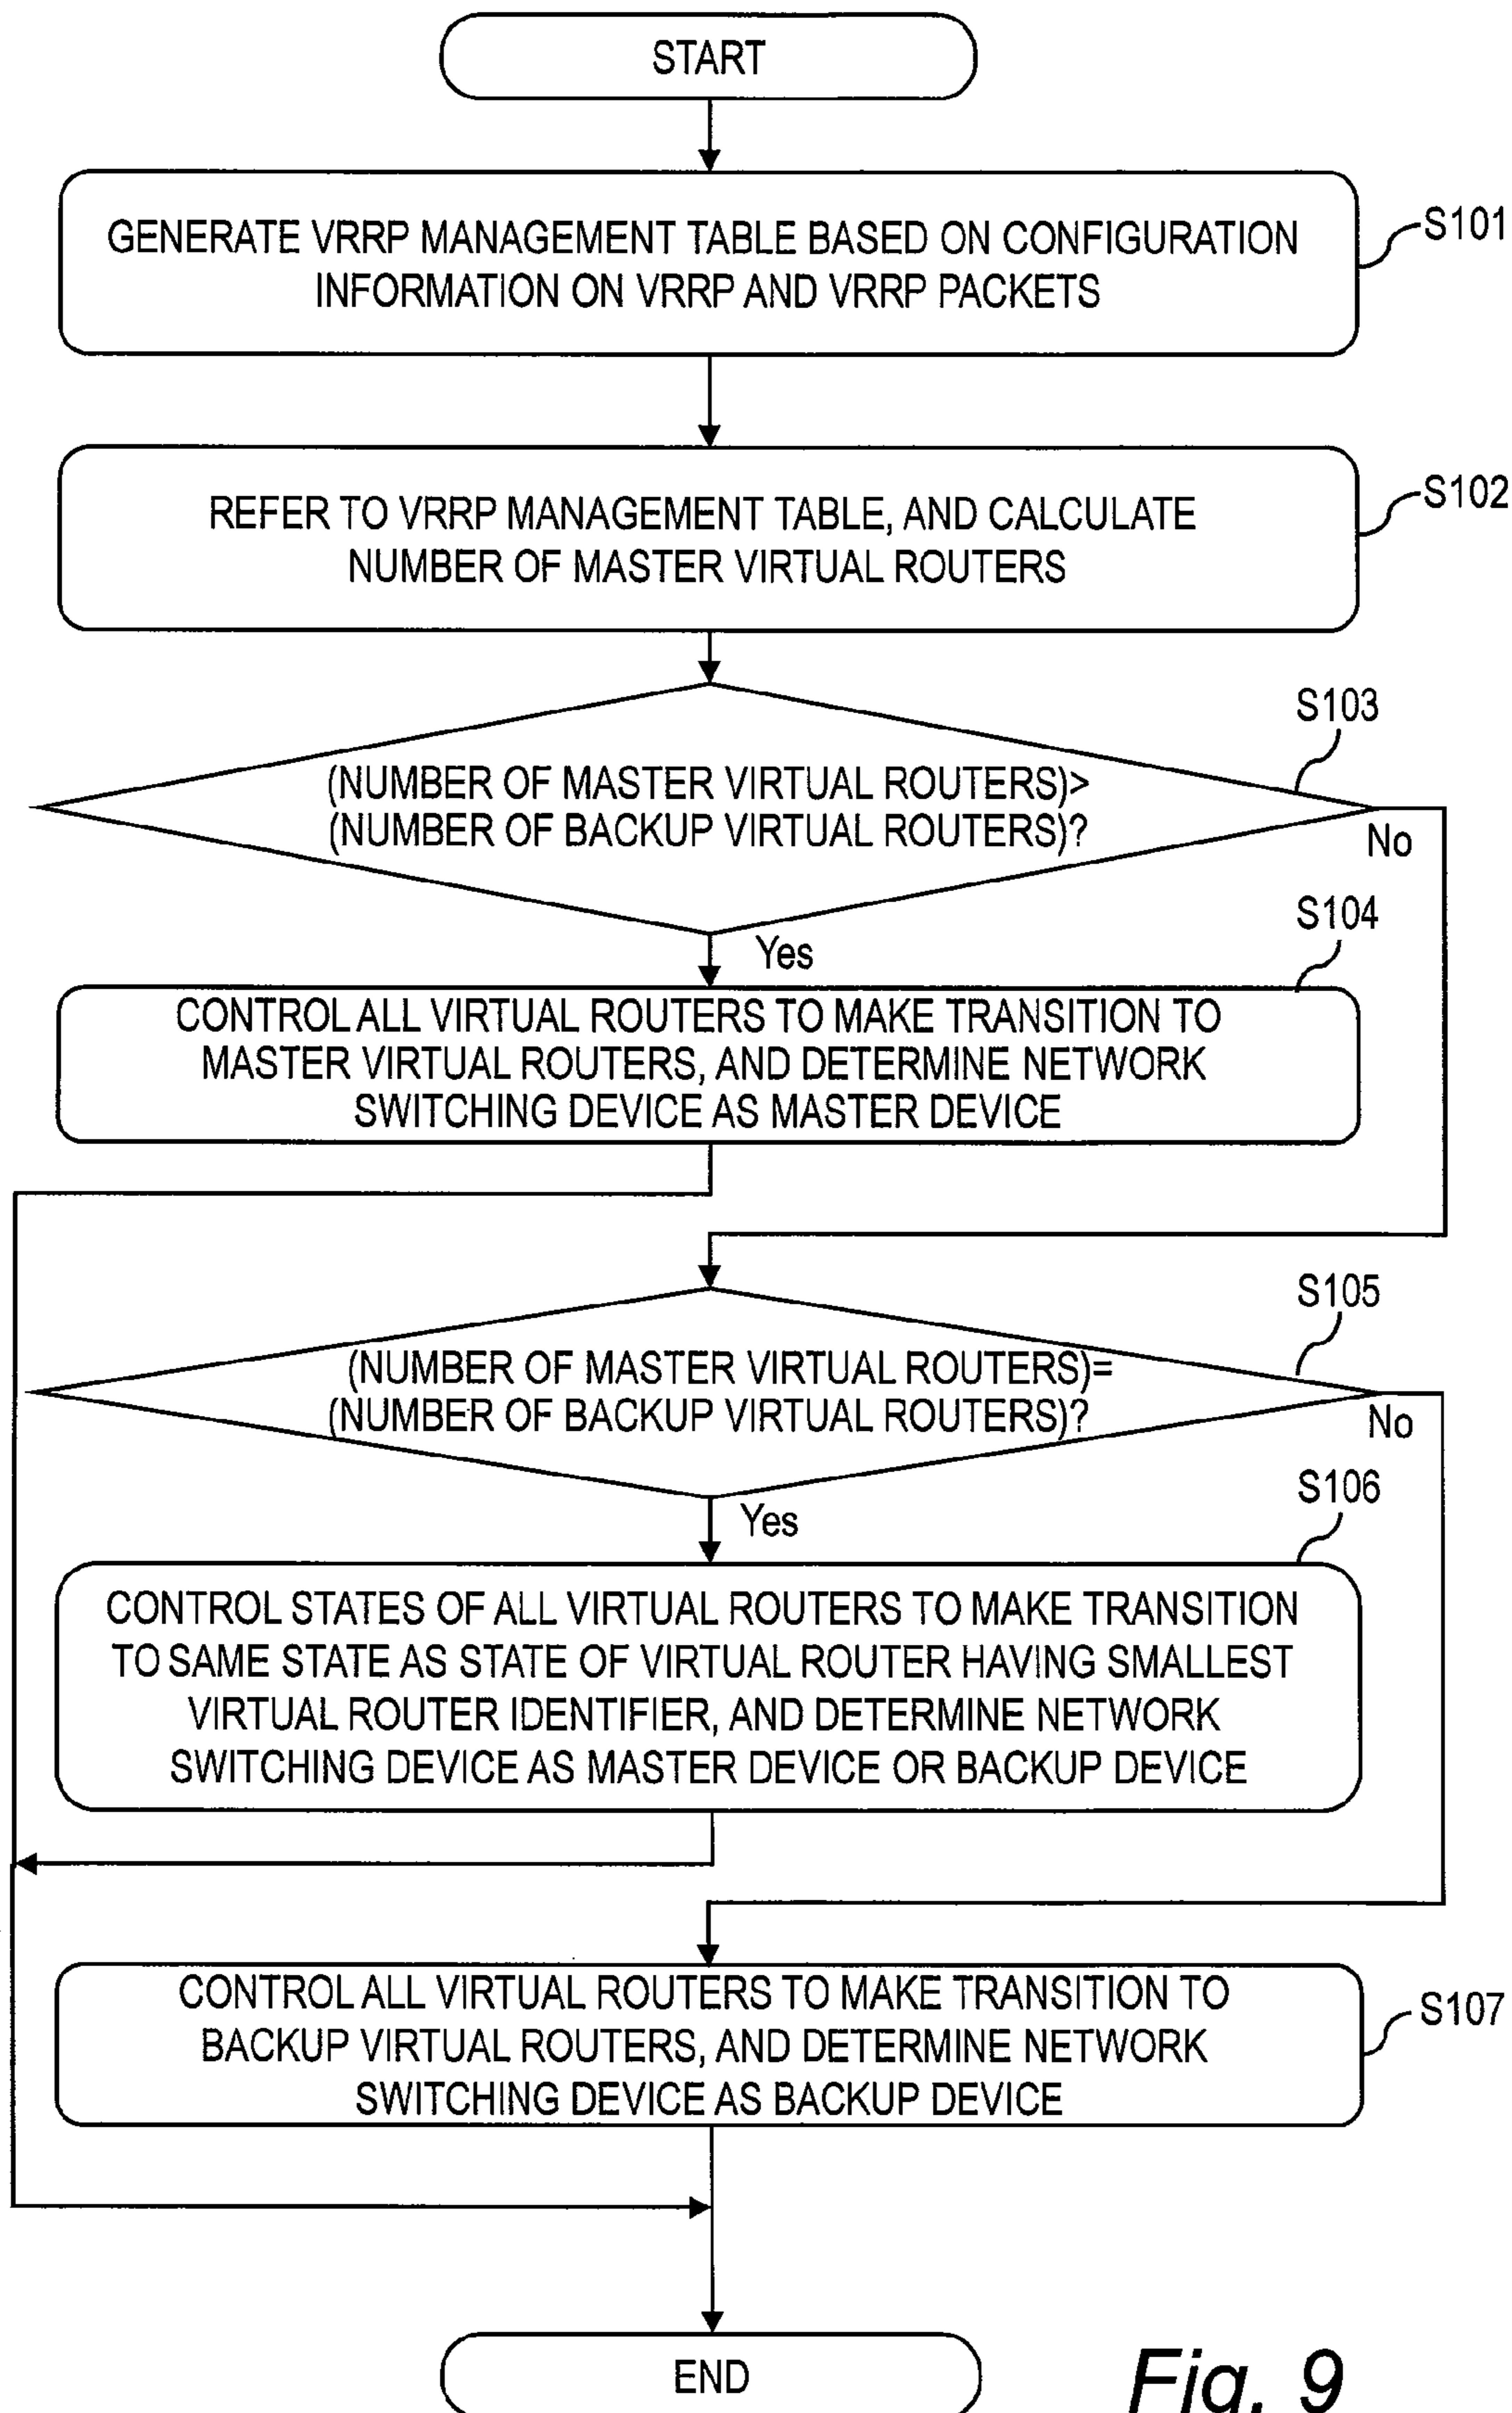 START
GENERATE VRRP MANAGEMENT TABLE BASED ON CONFIGURATION
INFORMATION ON VRRP AND VRRP PACKETS
S101
REFER TO VRRP MANAGEMENT TABLE, AND CALCULATE
NUMBER OF MASTER VIRTUAL ROUTERS
S102
S103
(NUMBER OF MASTER VIRTUAL ROUTERS)>
(NUMBER OF BACKUP VIRTUAL ROUTERS)?
No
Yes
S104
CONTROL ALL VIRTUAL ROUTERS TO MAKE TRANSITION TO
MASTER VIRTUAL ROUTERS, AND DETERMINE NETWORK
SWITCHING DEVICE AS MASTER DEVICE
S105
(NUMBER OF MASTER VIRTUAL ROUTERS)=
(NUMBER OF BACKUP VIRTUAL ROUTERS)?
No
Yes
S106
CONTROL STATES OF ALL VIRTUAL ROUTERS TO MAKE TRANSITION
TO SAME STATE AS STATE OF VIRTUAL ROUTER HAVING SMALLEST
VIRTUAL ROUTER IDENTIFIER, AND DETERMINE NETWORK
SWITCHING DEVICE AS MASTER DEVICE OR BACKUP DEVICE
CONTROL ALL VIRTUAL ROUTERS TO MAKE TRANSITION TO
BACKUP VIRTUAL ROUTERS, AND DETERMINE NETWORK
SWITCHING DEVICE AS BACKUP DEVICE
S107
END
Fig. 9